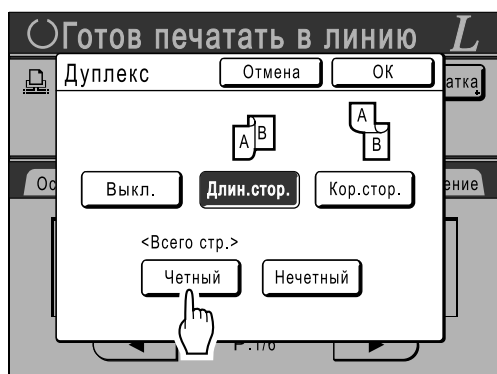 Готов печатать в линию L
Дуплекс Отмена ОК
атка
A B A B
Ос Выкл. Длин.стор. Кор.стор. ение
<Всего стр.>
Четный Нечетный
P.1/6